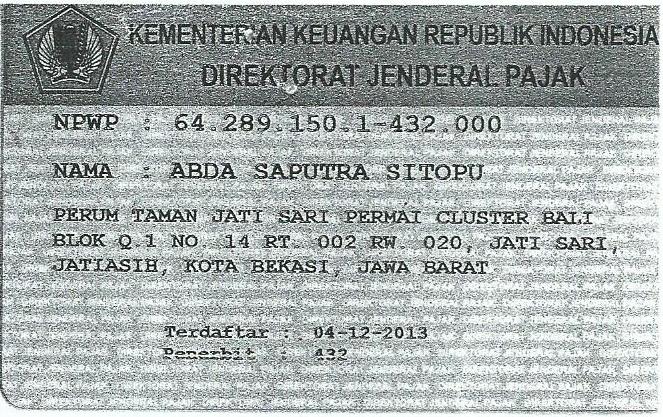 KEMENTERIAN KEUANGAN REPUBLIK INDONESIA
DIREKTORAT JENDERAL PAJAK
NPWP : 64.289.150.1-432.000
NAMA : ABDA SAPUTRA SITOPU
PERUM TAMAN JATI SARI PERMAI CLUSTER BALI
BLOK Q 1 NO. 14 RT. 002 RW. 020, JATI SARI,
JATIASIH, KOTA BEKASI, JAWA BARAT
Terdaftar : 04-12-2013
Penerbit : 432